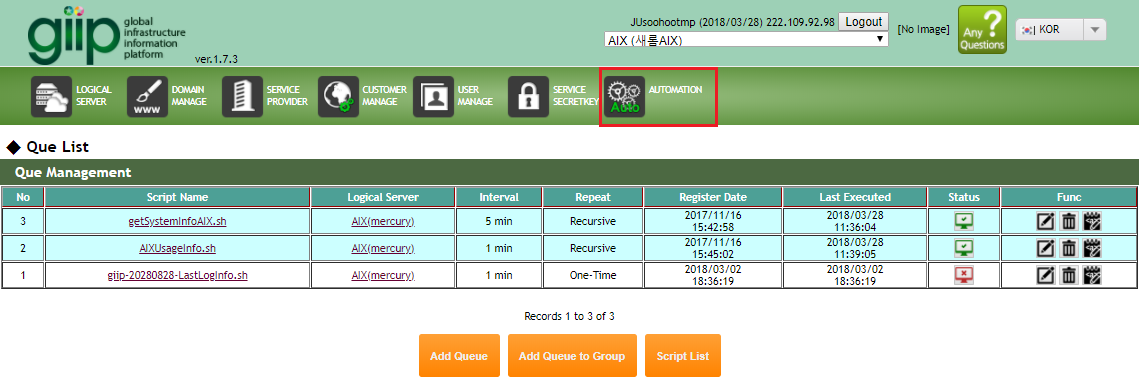 giip global
infrastructure
information
platform
ver.1.7.3
JUsoohootmp (2018/03/28) 222.109.92.98 Logout
AIX (새롬AIX)
[No Image]
Any ?
Questions
KOR
LOGICAL
SERVER
WWW
DOMAIN
MANAGE
SERVICE
PROVIDER
CUSTOMER
MANAGE
USER
MANAGE
SERVICE
SECRETKEY
Auto
AUTOMATION
◆ Que List
Que Management
No Script Name Logical Server Interval Repeat Register Date Last Executed Status Func
3 getSystemInfoAIX.sh AIX(mercury) 5 min Recursive 2017/11/16 15:42:58 2018/03/28 11:36:04
2 AIXUsageInfo.sh AIX(mercury) 1 min Recursive 2017/11/16 15:45:02 2018/03/28 11:39:05
1 giip-20280828-LastLogInfo.sh AIX(mercury) 1 min One-Time 2018/03/02 18:36:19 2018/03/02 18:36:19
Records 1 to 3 of 3
Add Queue Add Queue to Group Script List